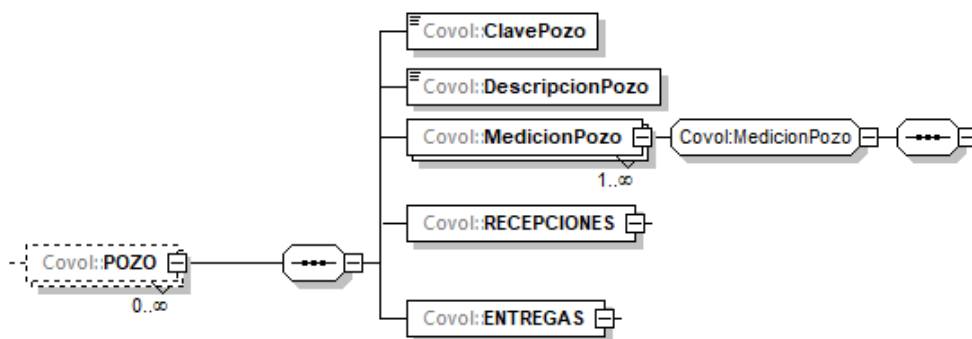 Covol::ClavePozo
Covol::DescripcionPozo
Covol::MedicionPozo
Covol:MedicionPozo
1..∞
Covol::RECEPCIONES
Covol::POZO
0..∞
Covol::ENTREGAS